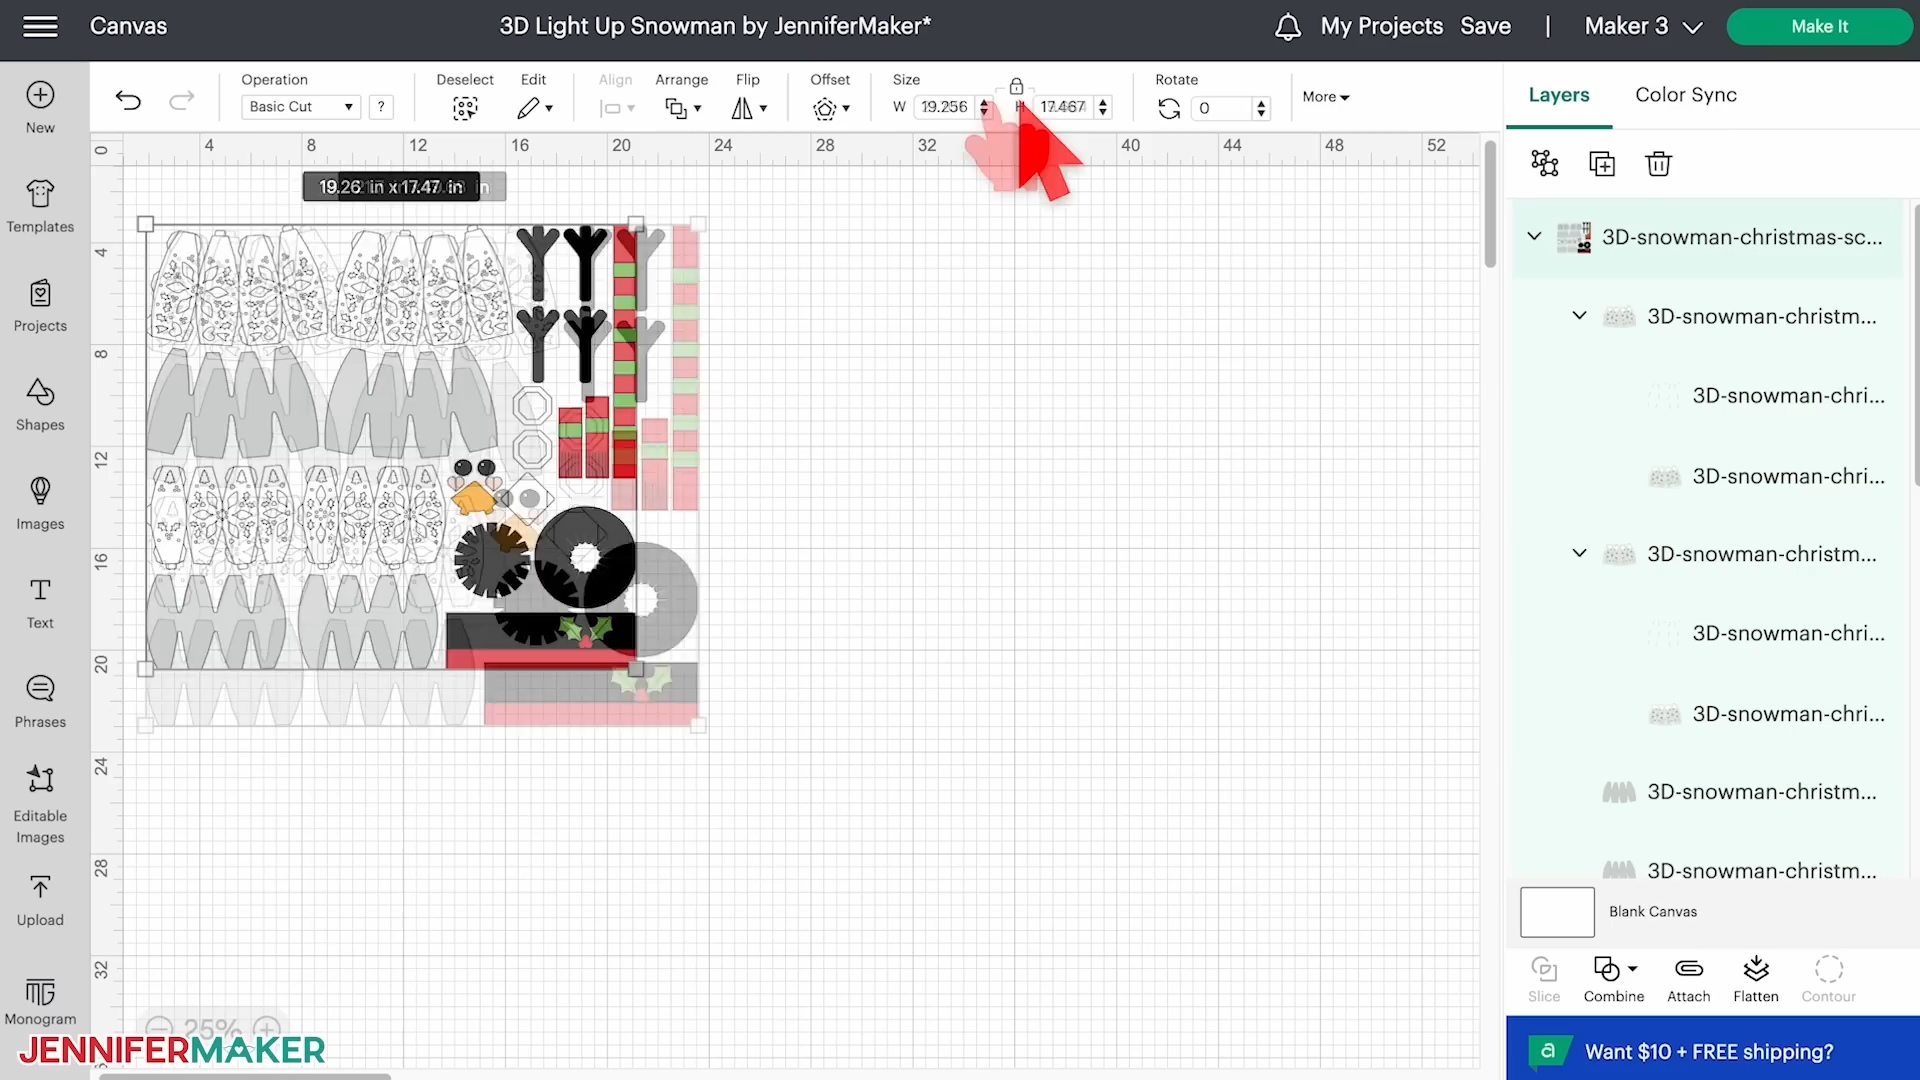 Canvas
3D Light Up Snowman by JenniferMaker*
My Projects
Save
|
Maker 3
Make It
New
Templates
Projects
Shapes
Images
Text
Phrases
Editable
Images
Upload
Monogram
Operation
Basic Cut
?
Deselect
Edit
Align
Arrange
Flip
Offset
Size
W
H 17.467
Rotate
0
More
0
4
8
12
16
20
24
28
32
40
44
48
52
4
8
12
16
20
24
28
32
19.26 in x 17.47 in
in
25%
JENNIFERMAKER
Layers
Color Sync
3D-snowman-christmas-sc...
3D-snowman-christm...
3D-snowman-chri...
3D-snowman-chri...
3D-snowman-christm...
3D-snowman-chri...
3D-snowman-chri...
3D-snowman-christm...
3D-snowman-christm...
Blank Canvas
Slice
Combine
Attach
Flatten
Contour
a
Want $10 + FREE shipping?